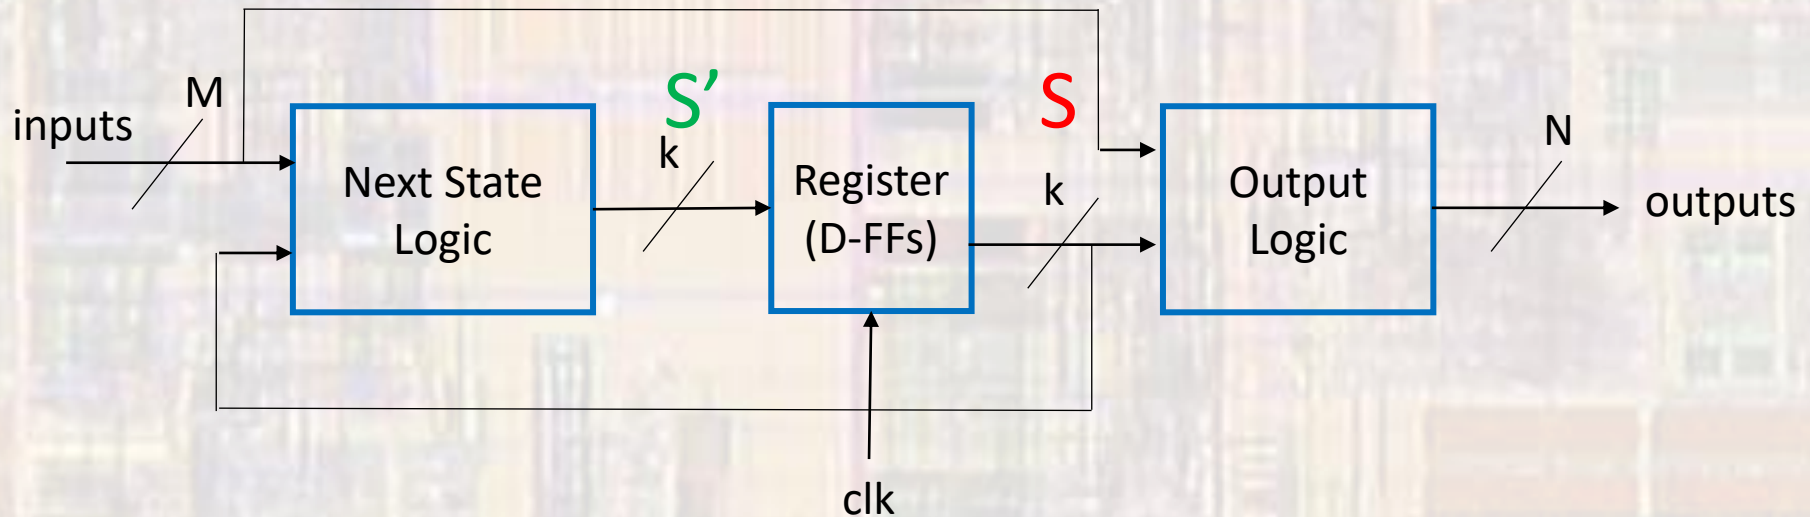 inputs
M
Next State
Logic
S’
k
Register
(D-FFs)
S
k
Output
Logic
N
outputs
clk